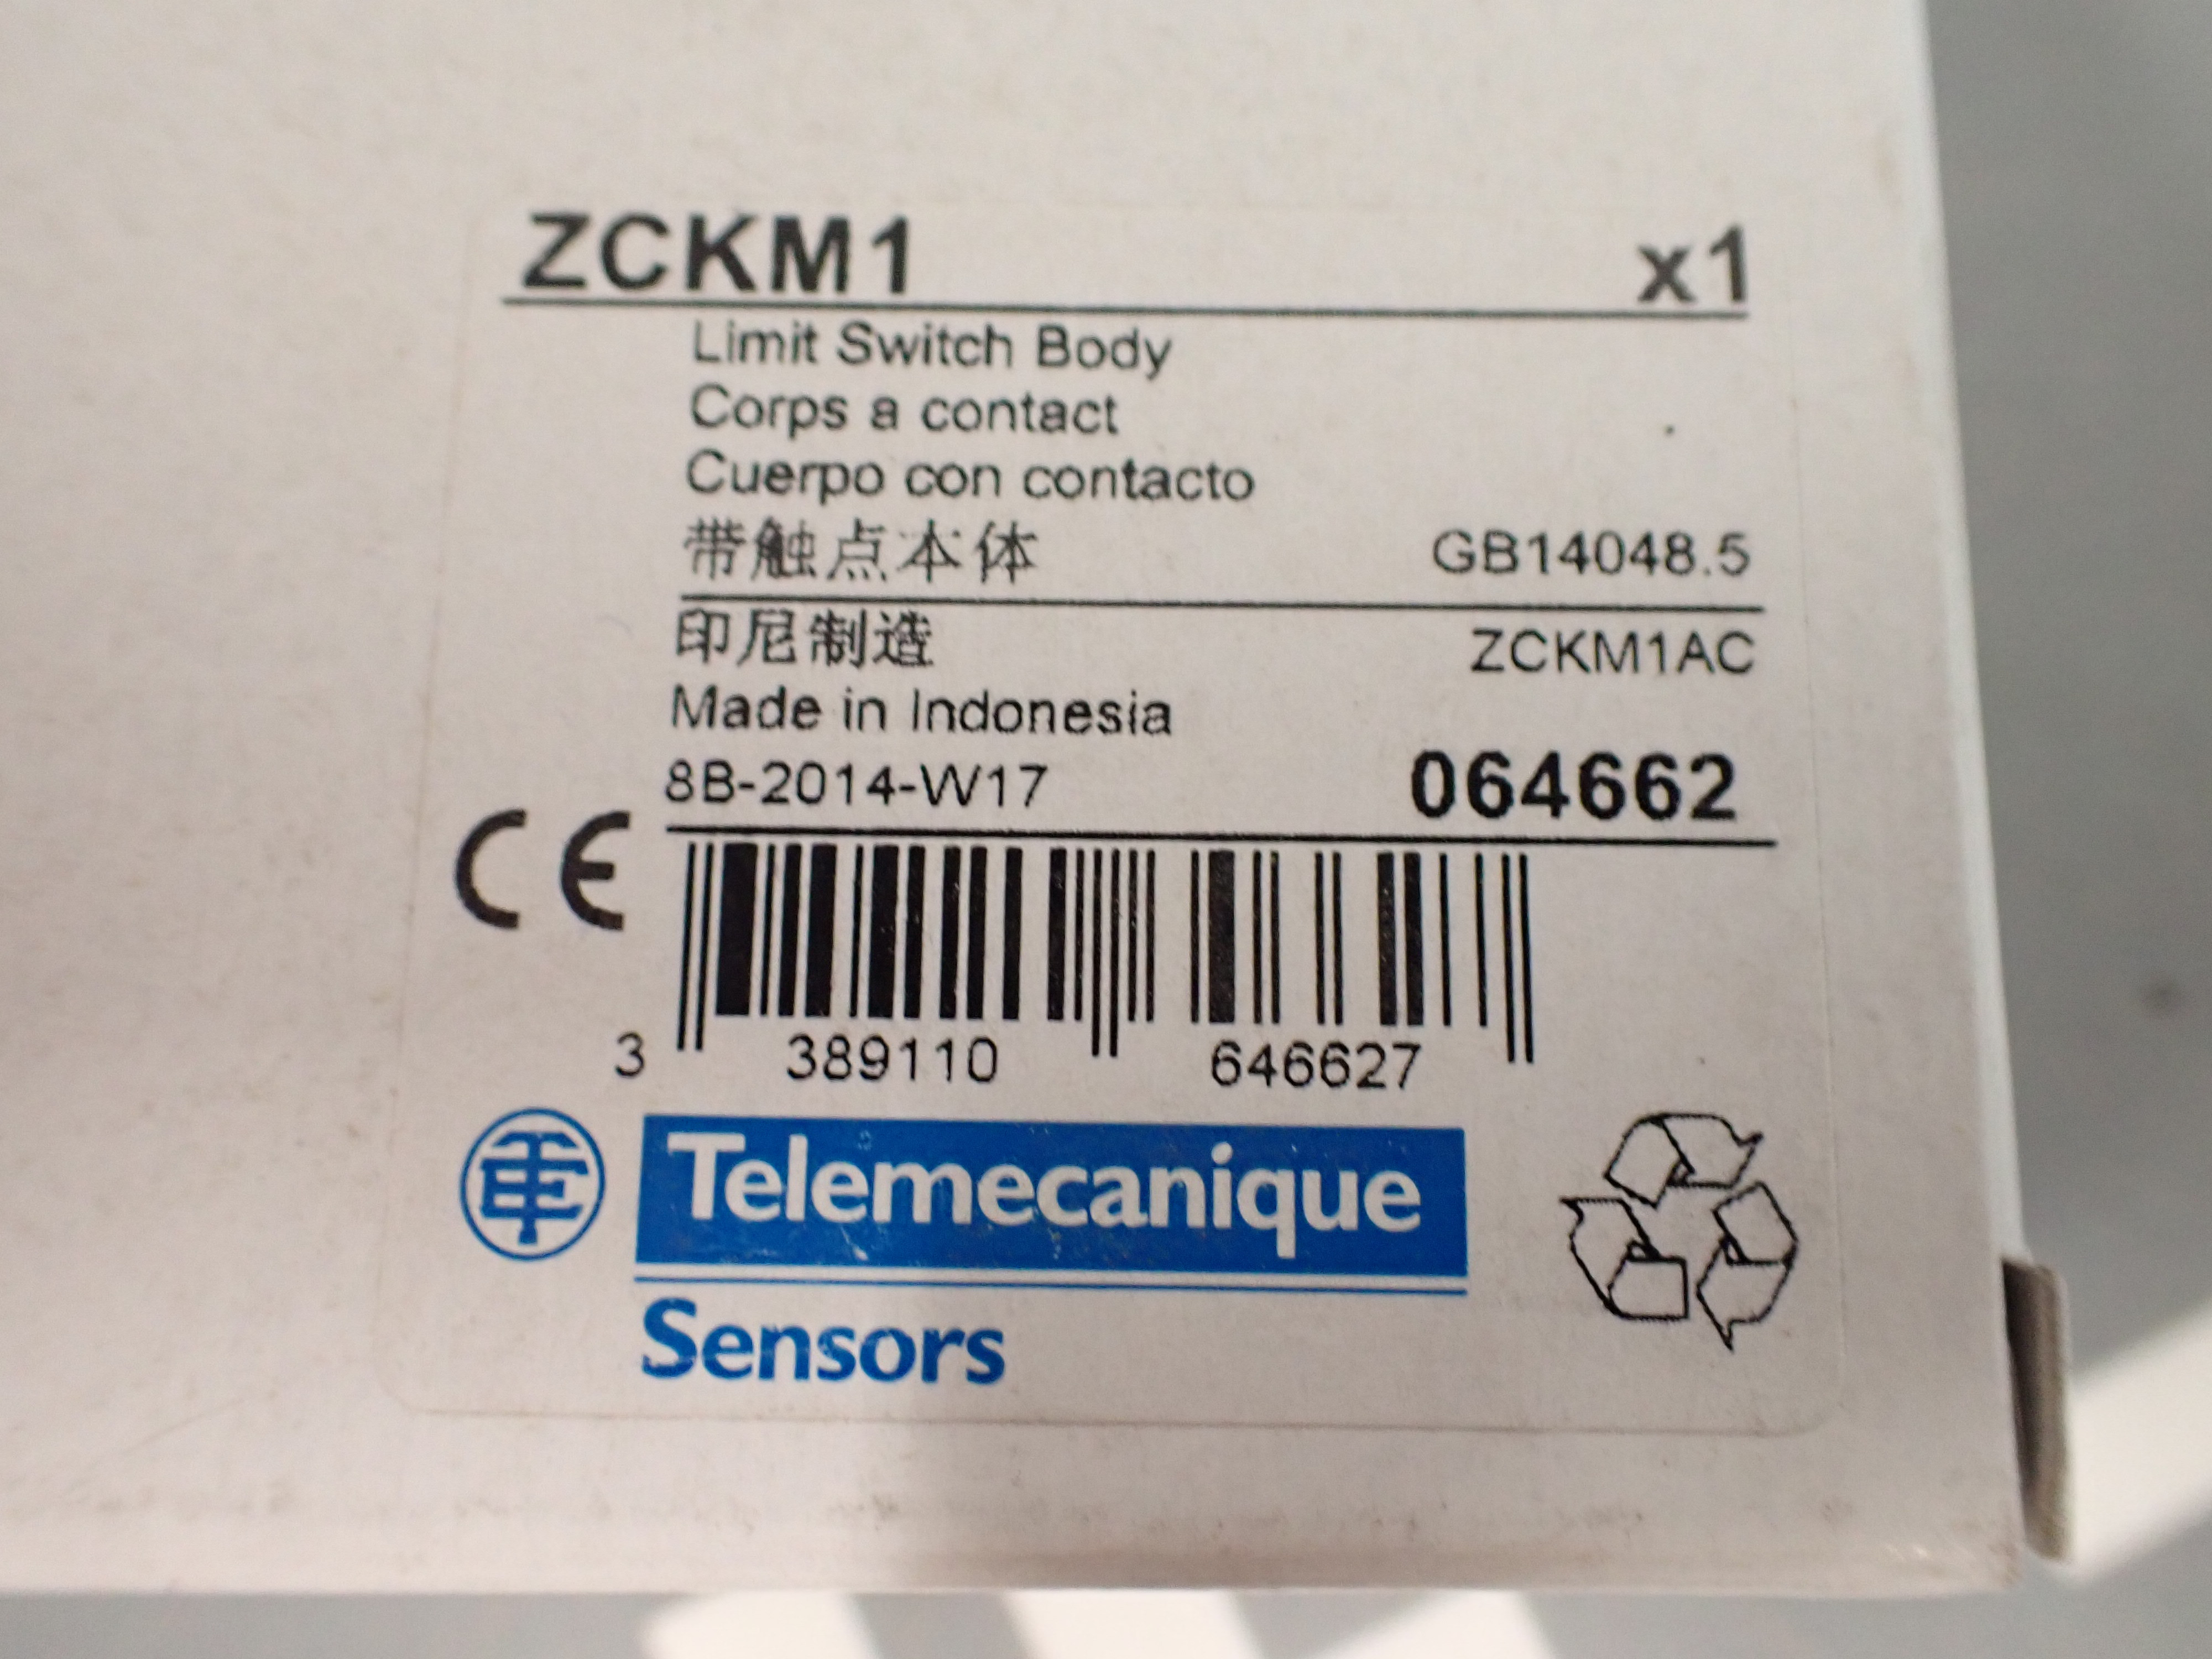 ZCKM1 x1
Limit Switch Body
Corps a contact
Cuerpo con contacto
带触点本体 GB14048.5
印尼制造 ZCKM1AC
Made in Indonesia
8B-2014-W17 064662
CE
3 389110 646627
Telemecanique
Sensors